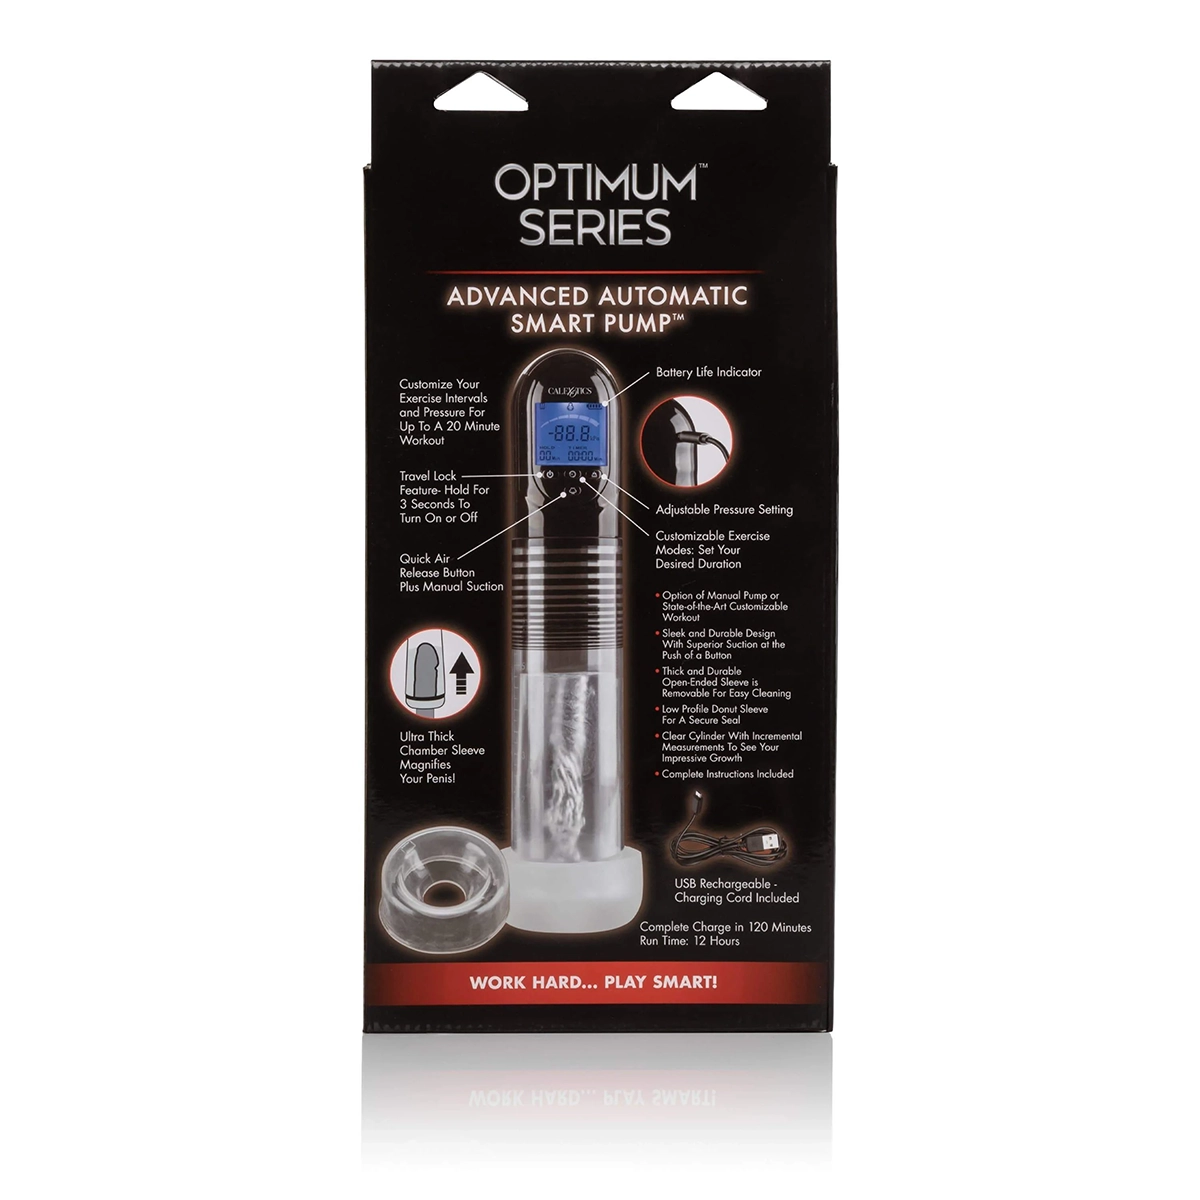 OPTIMUM™
SERIES
ADVANCED AUTOMATIC
SMART PUMP™
Customize Your
Exercise Intervals
and Pressure For
Up To A 20 Minute
Workout
Travel Lock
Feature- Hold For
3 Seconds To
Turn On or Off
Quick Air
Release Button
Plus Manual Suction
Ultra Thick
Chamber Sleeve
Magnifies
Your Penis!
CALEXOTICS
-88.8
Battery Life Indicator
Adjustable Pressure Setting
Customizable Exercise
Modes: Set Your
Desired Duration
• Option of Manual Pump or
State-of-the-Art Customizable
Workout
• Sleek and Durable Design
With Superior Suction at the
Push of a Button
• Thick and Durable
Open-Ended Sleeve is
Removable For Easy Cleaning
• Low Profile Donut Sleeve
For A Secure Seal
• Clear Cylinder With Incremental
Measurements To See Your
Impressive Growth
• Complete Instructions Included
USB Rechargeable -
Charging Cord Included
Complete Charge in 120 Minutes
Run Time: 12 Hours
WORK HARD... PLAY SMART!